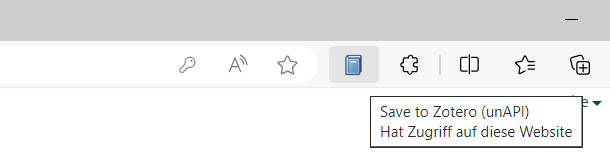 Save to Zotero (unAPI)
Hat Zugriff auf diese Website